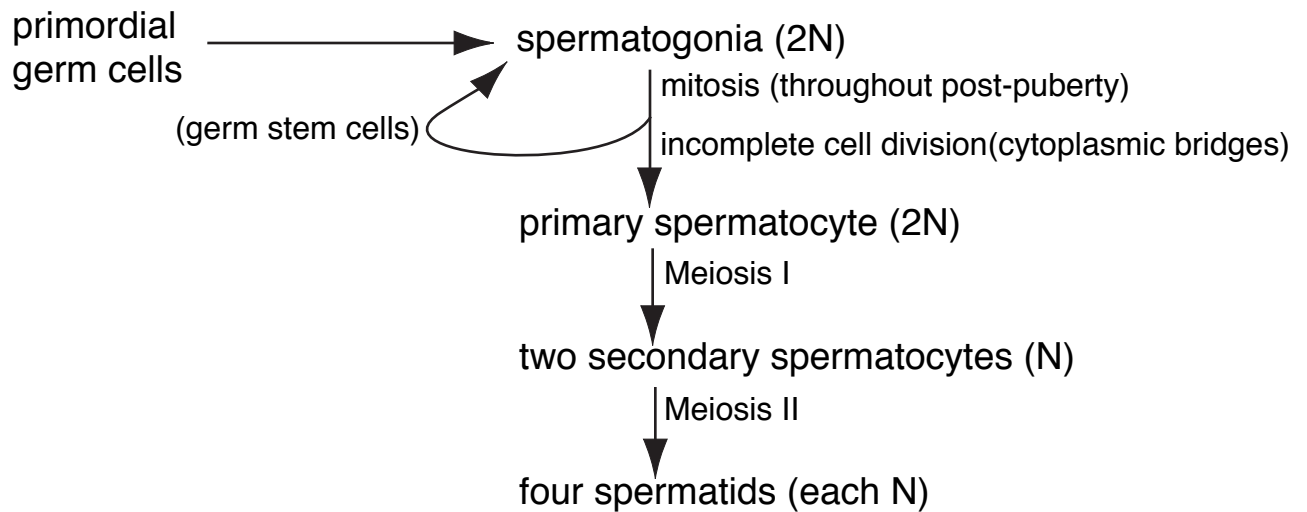 primordial
germ cells
spermatogonia (2N)
mitosis (throughout post-puberty)
(germ stem cells)
incomplete cell division(cytoplasmic bridges)
primary spermatocyte (2N)
Meiosis I
two secondary spermatocytes (N)
Meiosis II
four spermatids (each N)